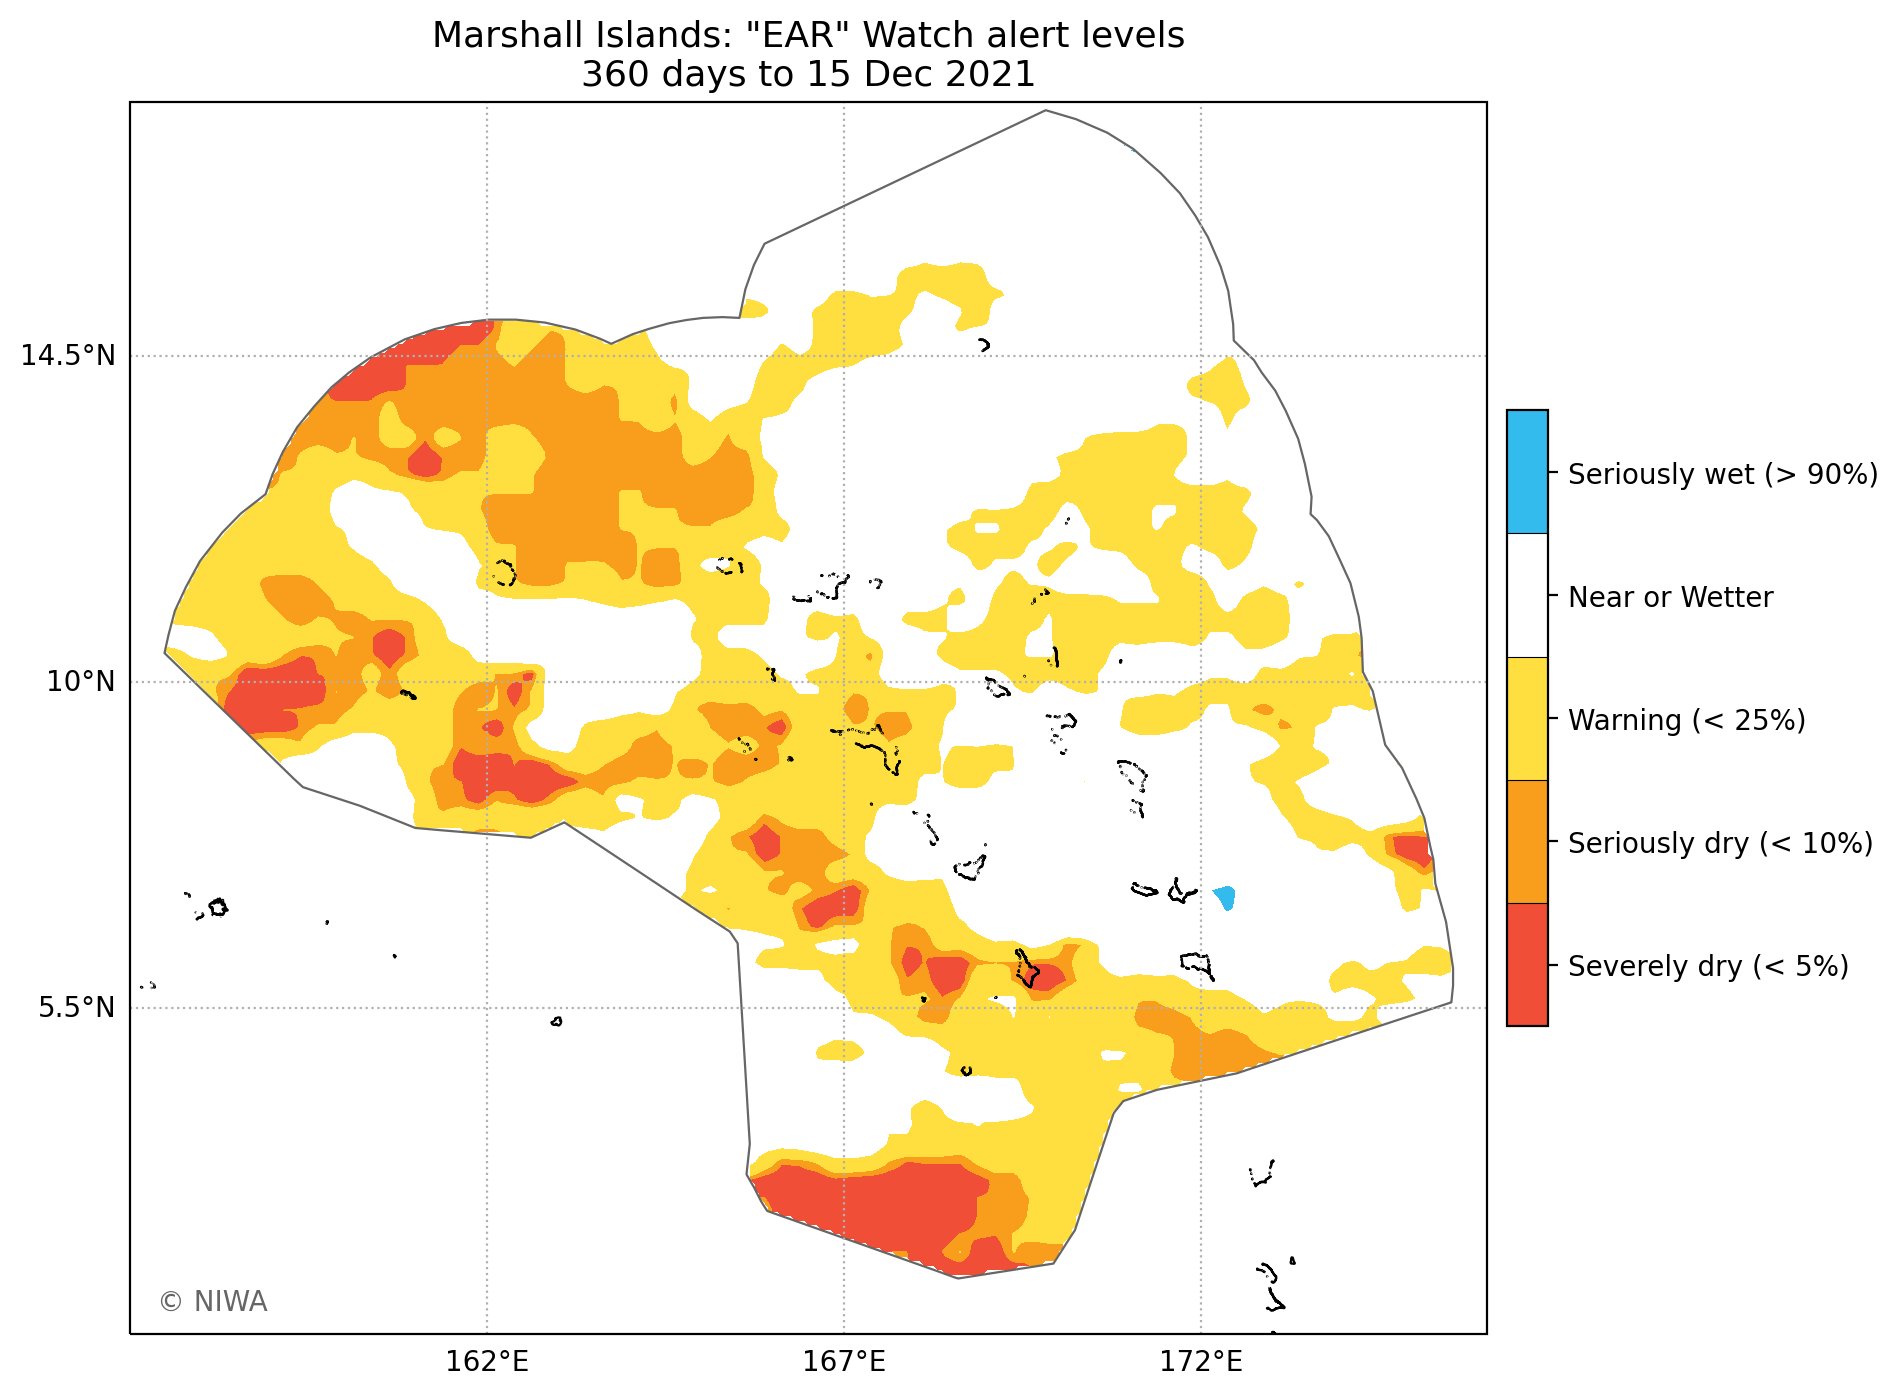 Marshall Islands: "EAR" Watch alert levels
360 days to 15 Dec 2021
14.5°N
10°N
5.5°N
162°E
167°E
172°E
© NIWA
Seriously wet (> 90%)
Near or Wetter
Warning (< 25%)
Seriously dry (< 10%)
Severely dry (< 5%)